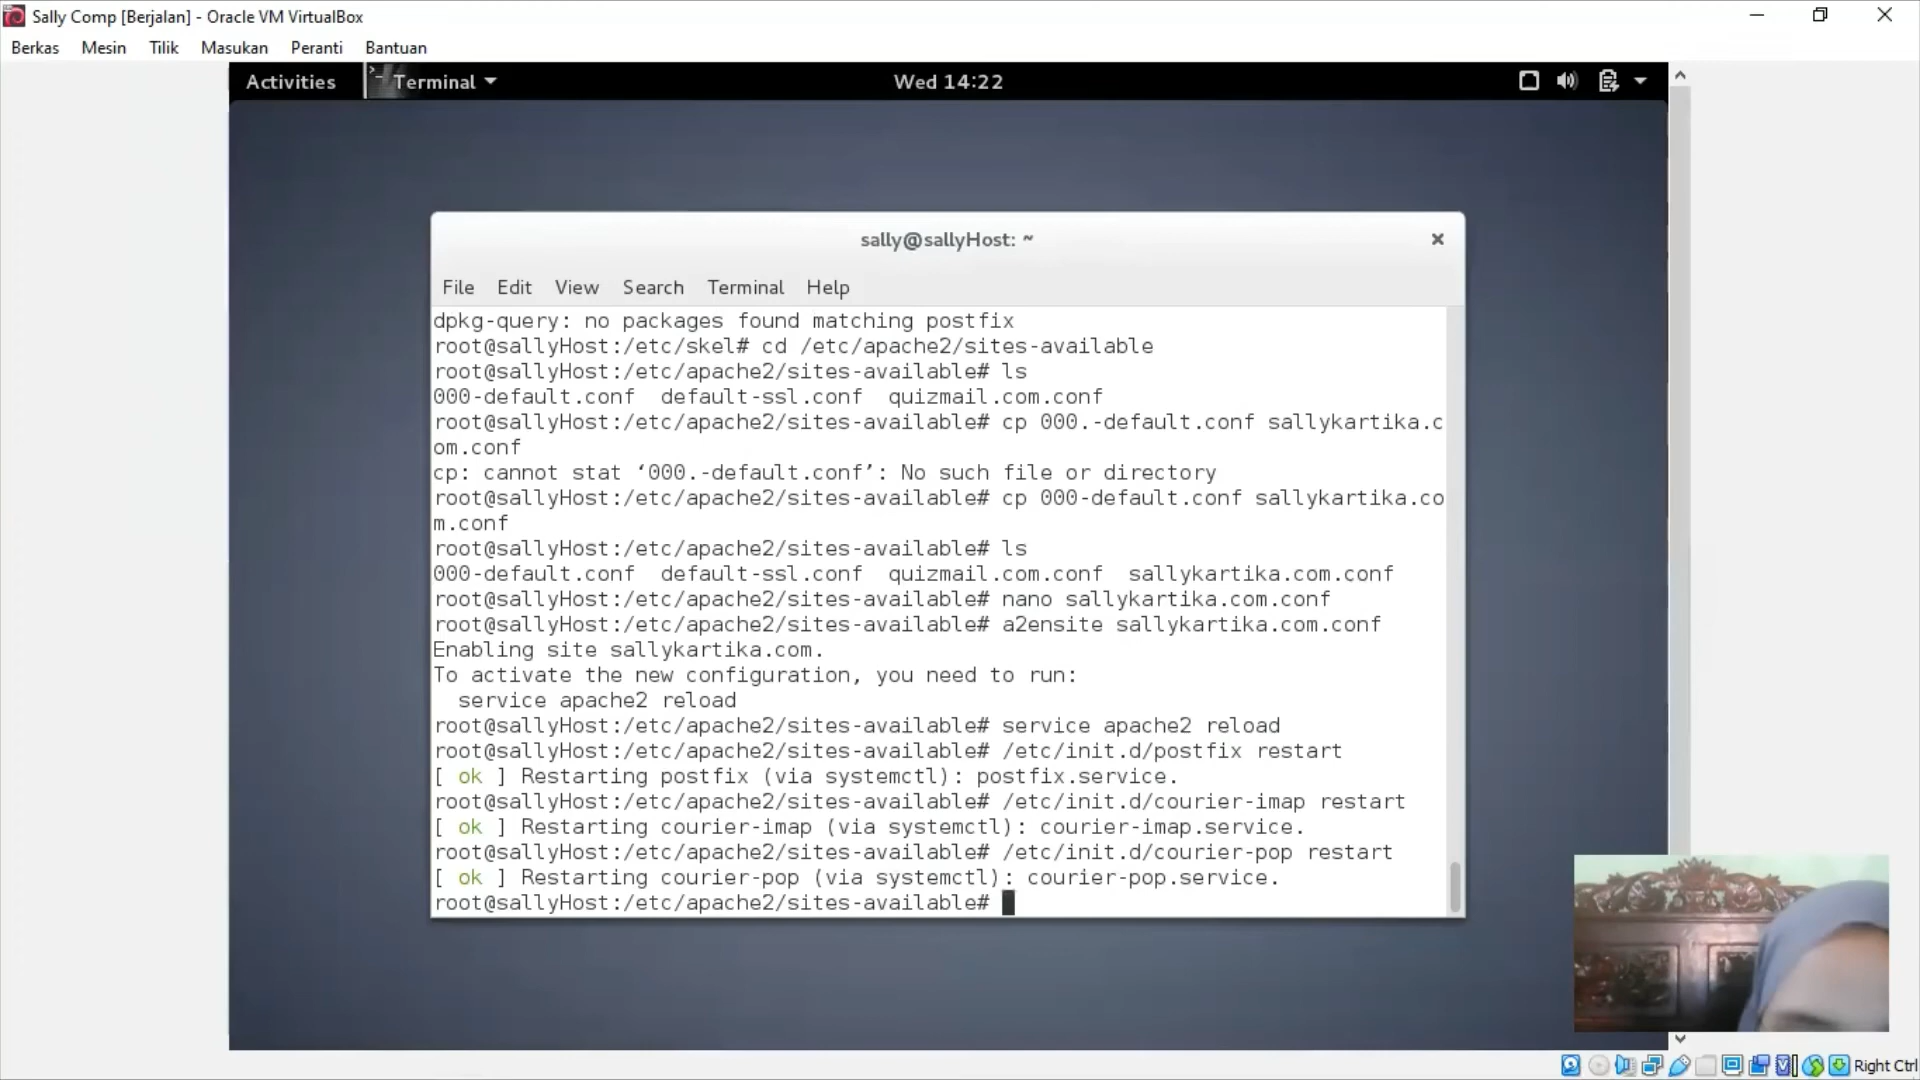 Sally Comp [Berjalan] - Oracle VM VirtualBox
Berkas Mesin Tilik Masukan Peranti Bantuan
Activities Terminal Wed 14:22
sally@sallyHost: ~
File Edit View Search Terminal Help
dpkg-query: no packages found matching postfix
root@sallyHost:/etc/skel# cd /etc/apache2/sites-available
root@sallyHost:/etc/apache2/sites-available# ls
000-default.conf default-ssl.conf quizmail.com.conf
root@sallyHost:/etc/apache2/sites-available# cp 000.-default.conf sallykartika.c
om.conf
cp: cannot stat ‘000.-default.conf’: No such file or directory
root@sallyHost:/etc/apache2/sites-available# cp 000-default.conf sallykartika.co
m.conf
root@sallyHost:/etc/apache2/sites-available# ls
000-default.conf default-ssl.conf quizmail.com.conf sallykartika.com.conf
root@sallyHost:/etc/apache2/sites-available# nano sallykartika.com.conf
root@sallyHost:/etc/apache2/sites-available# a2ensite sallykartika.com.conf
Enabling site sallykartika.com.
To activate the new configuration, you need to run:
service apache2 reload
root@sallyHost:/etc/apache2/sites-available# service apache2 reload
root@sallyHost:/etc/apache2/sites-available# /etc/init.d/postfix restart
[ ok ] Restarting postfix (via systemctl): postfix.service.
root@sallyHost:/etc/apache2/sites-available# /etc/init.d/courier-imap restart
[ ok ] Restarting courier-imap (via systemctl): courier-imap.service.
root@sallyHost:/etc/apache2/sites-available# /etc/init.d/courier-pop restart
[ ok ] Restarting courier-pop (via systemctl): courier-pop.service.
root@sallyHost:/etc/apache2/sites-available#
Right Ctrl